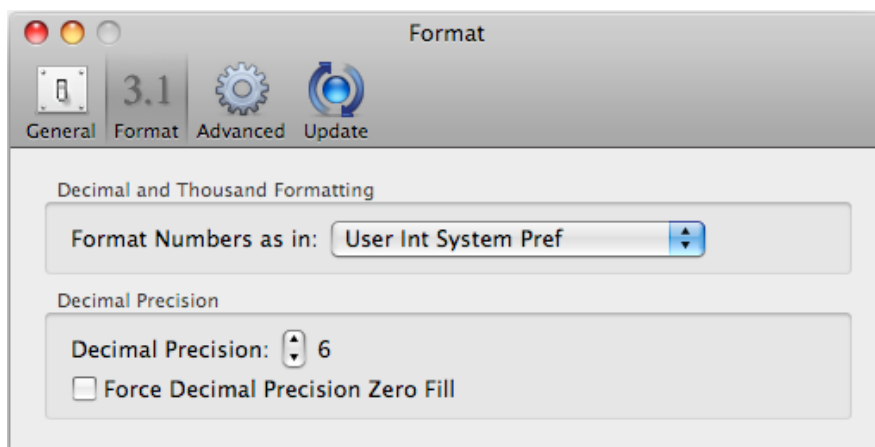 Format
3.1
General Format Advanced Update
Decimal and Thousand Formatting
Format Numbers as in: User Int System Pref
Decimal Precision
Decimal Precision: 6
Force Decimal Precision Zero Fill